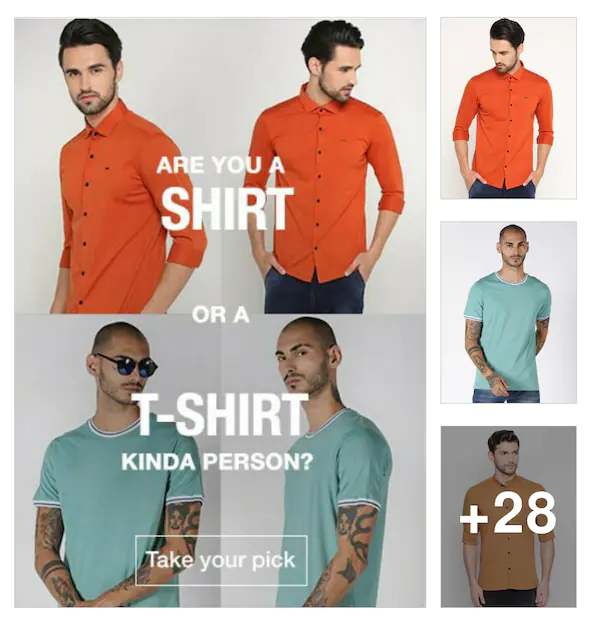 ARE YOU A
SHIRT
OR A
T-SHIRT
KINDA PERSON?
Take your pick
+28